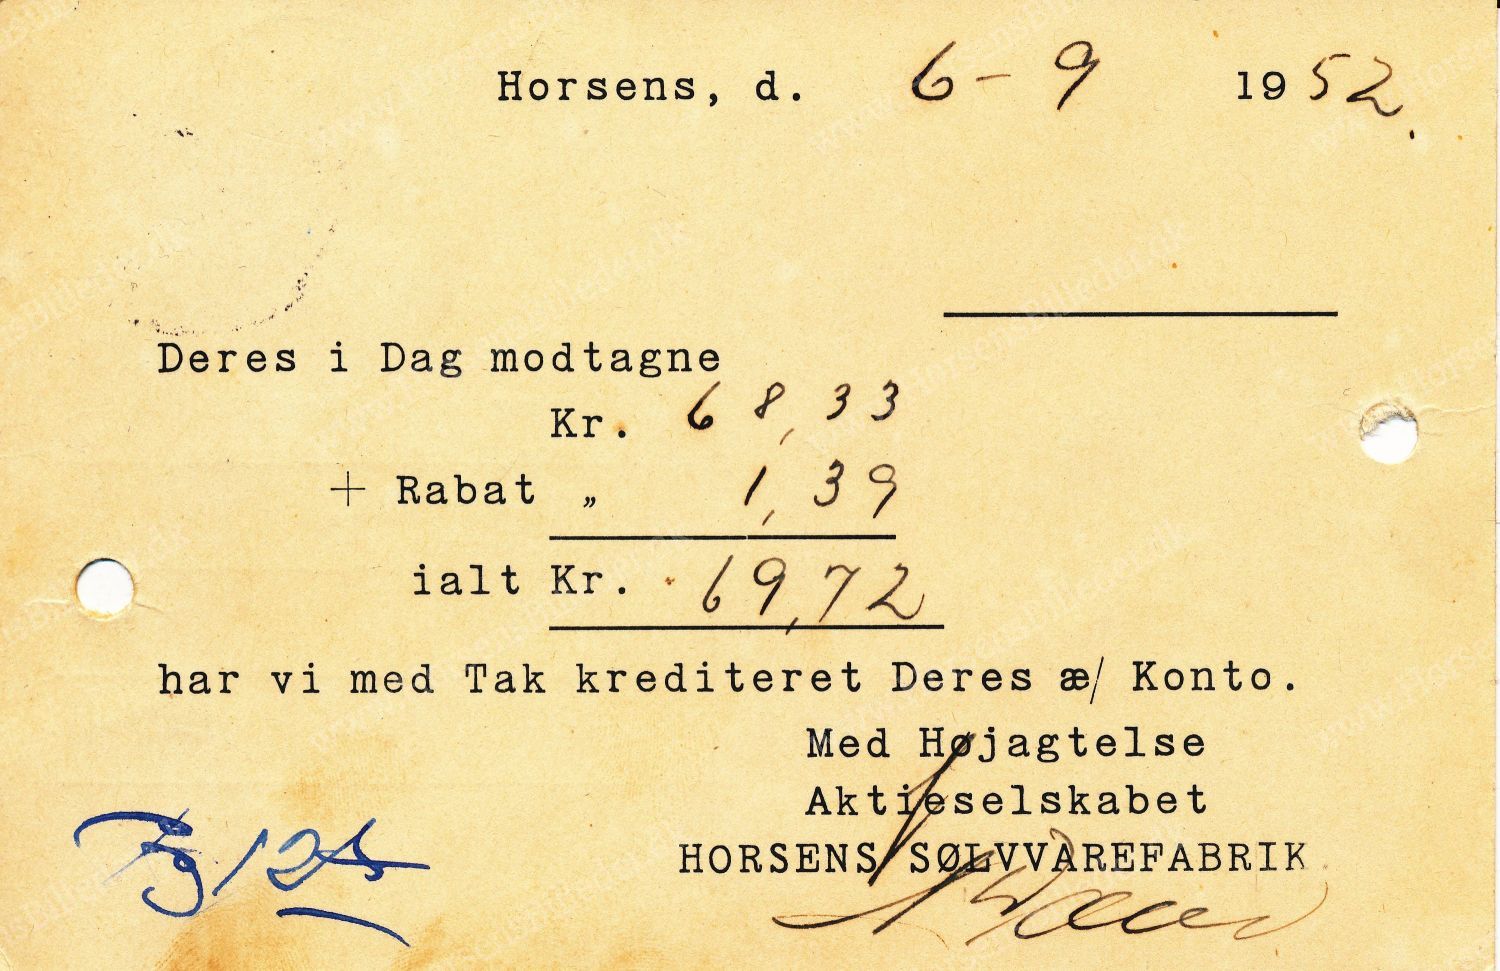 Horsens, d. 6-9 1952.
Deres i Dag modtagne
Kr. 68,33
+ Rabat „ 1,39
ialt Kr. 69,72
har vi med Tak krediteret Deres æ/ Konto.
Med Højagtelse
Aktieselskabet
HORSENS SØLVVAREFABRIK